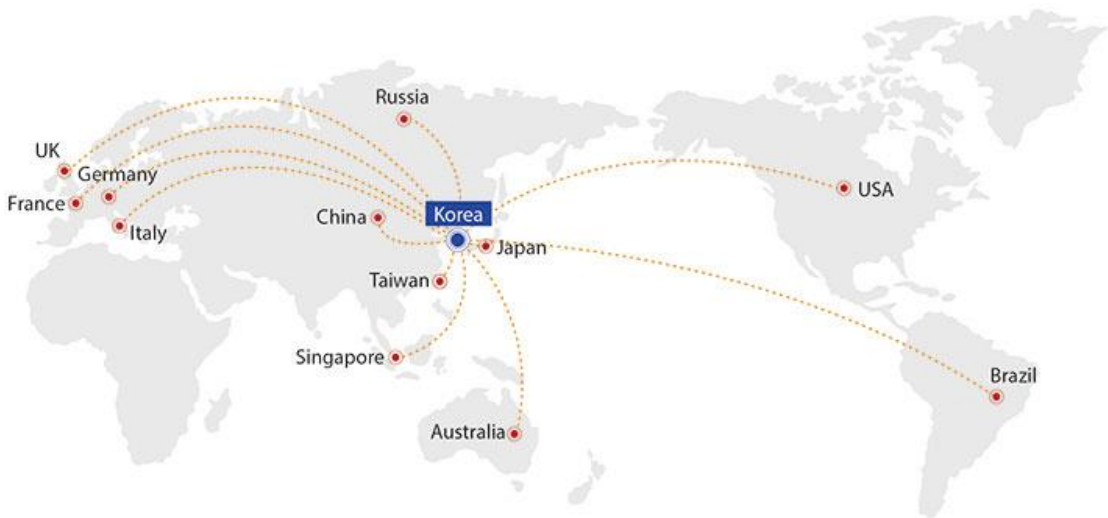 Russia
UK
Germany
USA
France
Korea
China
Italy
Japan
Taiwan
Singapore
Brazil
Australia